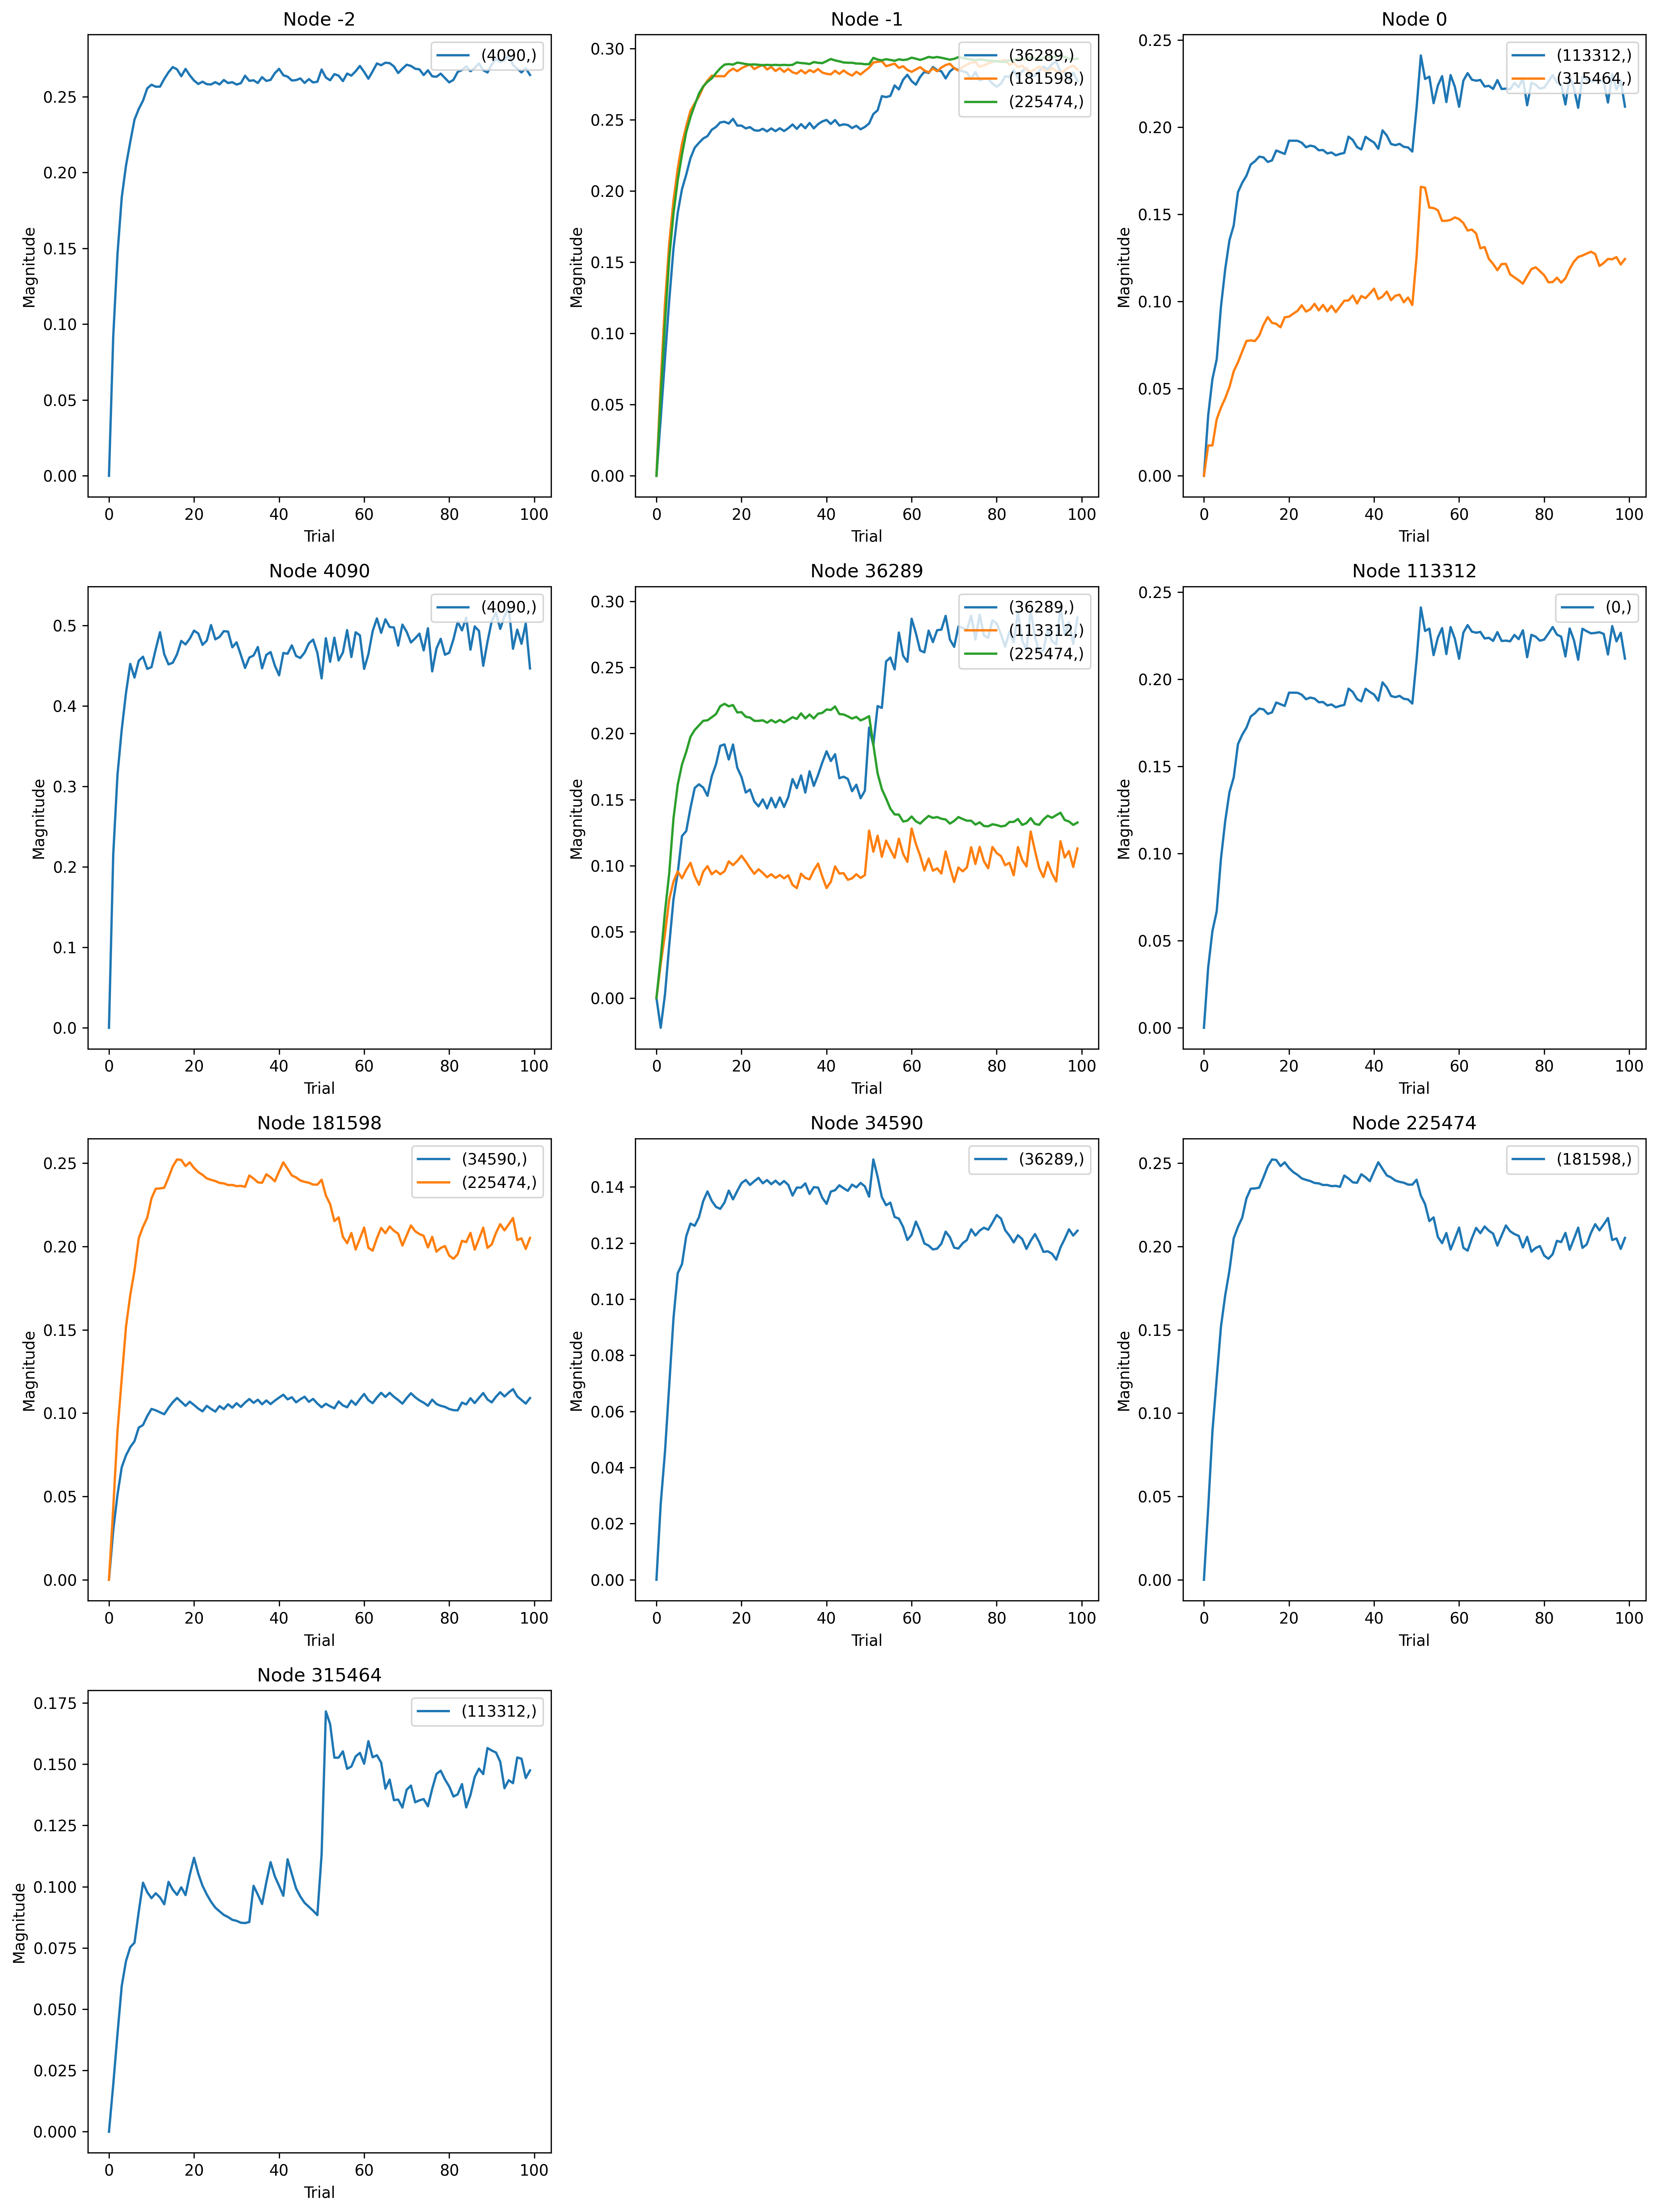 Node -2
(4090,)
Magnitude
0.25
0.20
0.15
0.10
0.05
0.00
0 20 40 60 80 100
Trial
Node -1
(36289,)
(181598,)
(225474,)
Magnitude
0.30
0.25
0.20
0.15
0.10
0.05
0.00
0 20 40 60 80 100
Trial
Node 0
(113312,)
(315464,)
Magnitude
0.25
0.20
0.15
0.10
0.05
0.00
0 20 40 60 80 100
Trial
Node 4090
(4090,)
Magnitude
0.5
0.4
0.3
0.2
0.1
0.0
0 20 40 60 80 100
Trial
Node 36289
(36289,)
(113312,)
(225474,)
Magnitude
0.30
0.25
0.20
0.15
0.10
0.05
0.00
0 20 40 60 80 100
Trial
Node 113312
(0,)
Magnitude
0.25
0.20
0.15
0.10
0.05
0.00
0 20 40 60 80 100
Trial
Node 181598
(34590,)
(225474,)
Magnitude
0.25
0.20
0.15
0.10
0.05
0.00
0 20 40 60 80 100
Trial
Node 34590
(36289,)
Magnitude
0.14
0.12
0.10
0.08
0.06
0.04
0.02
0.00
0 20 40 60 80 100
Trial
Node 225474
(181598,)
Magnitude
0.25
0.20
0.15
0.10
0.05
0.00
0 20 40 60 80 100
Trial
Node 315464
(113312,)
Magnitude
0.175
0.150
0.125
0.100
0.075
0.050
0.025
0.000
0 20 40 60 80 100
Trial